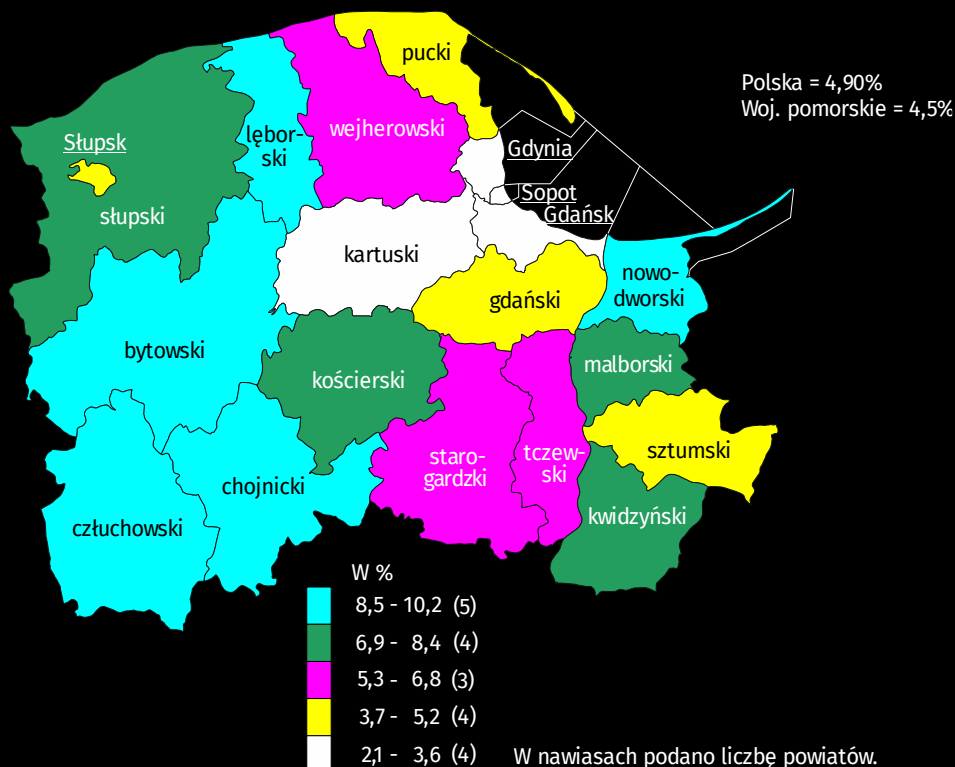 pucki
Polska = 4,90%
Woj. pomorskie = 4,5%
wejherowski
lębor-
ski
Słupsk
Gdynia
Sopot
Gdańsk
słupski
kartuski
nowo-
dworski
gdański
bytowski
malborski
kościerski
sztumski
staro-
gardzki
tczew-
ski
chojnicki
kwidzyński
człuchowski
W %
8,5 - 10,2 (5)
6,9 - 8,4 (4)
5,3 - 6,8 (3)
3,7 - 5,2 (4)
2,1 - 3,6 (4)
W nawiasach podano liczbę powiatów.